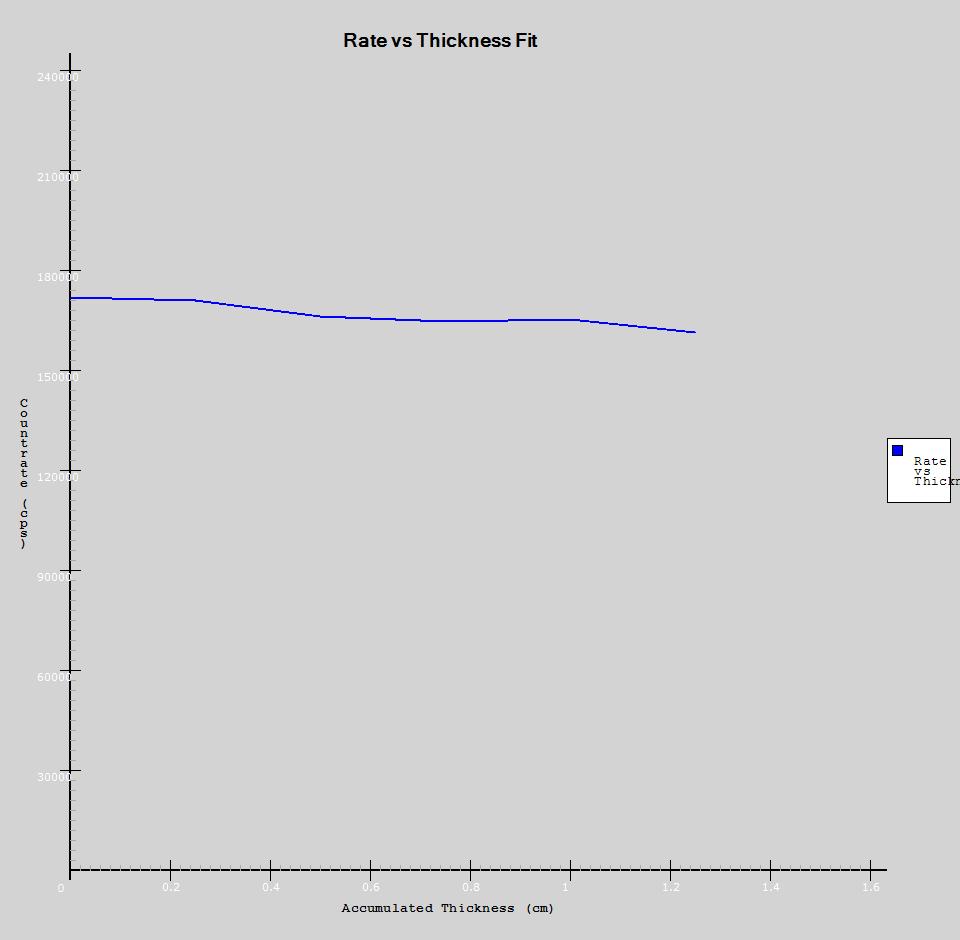 Rate vs Thickness Fit
240000
210000
180000
150000
120000
90000
60000
30000
0
Countrate (cps)
0.2
0.4
0.6
0.8
1
1.2
1.4
1.6
Accumulated Thickness (cm)
Rate
vs
Thickn